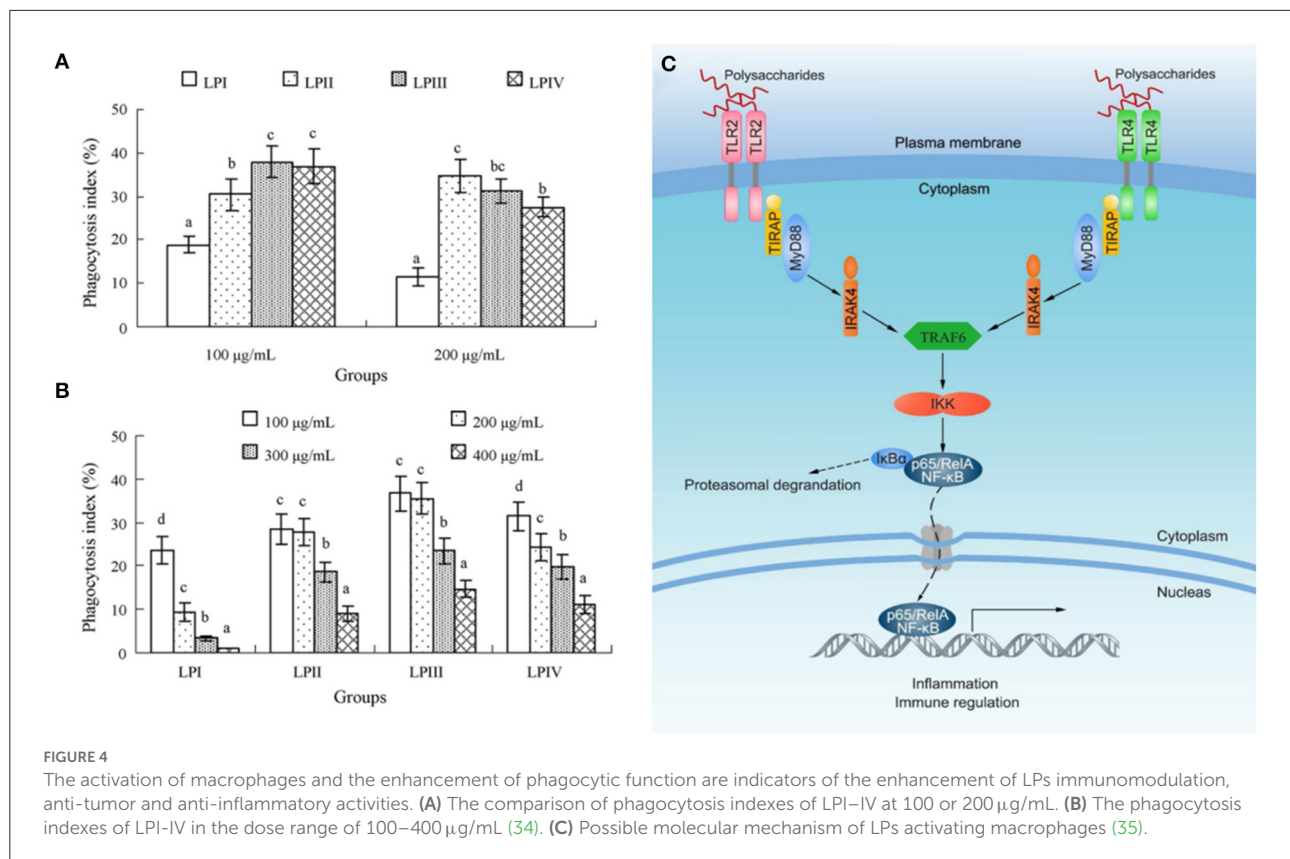 A
LPI LPII LPIII LPIV
Phagocytosis index (%)
50
40
30
20
10
0
a b c c
a c bc b
100 μg/mL 200 μg/mL
Groups
B
100 μg/mL 200 μg/mL
300 μg/mL 400 μg/mL
Phagocytosis index (%)
50
40
30
20
10
0
d c b a
c c b a
c c b a
d c b a
LPI LPII LPIII LPIV
Groups
C
Polysaccharides Polysaccharides
TLR2 TLR2 TLR4 TLR4
Plasma membrane
Cytoplasm
TIRAP MyD88 MyD88 TIRAP
IRAK4 IRAK4
TRAF6
IKK
IκBα p65/RelA
NF-κB
Proteasomal degrandation
Cytoplasm
Nucleas
p65/RelA
NF-κB
Inflammation
Immune regulation
FIGURE 4
The activation of macrophages and the enhancement of phagocytic function are indicators of the enhancement of LPs immunomodulation,
anti-tumor and anti-inflammatory activities. (A) The comparison of phagocytosis indexes of LPI–IV at 100 or 200 μg/mL. (B) The phagocytosis
indexes of LPI-IV in the dose range of 100–400 μg/mL (34). (C) Possible molecular mechanism of LPs activating macrophages (35).